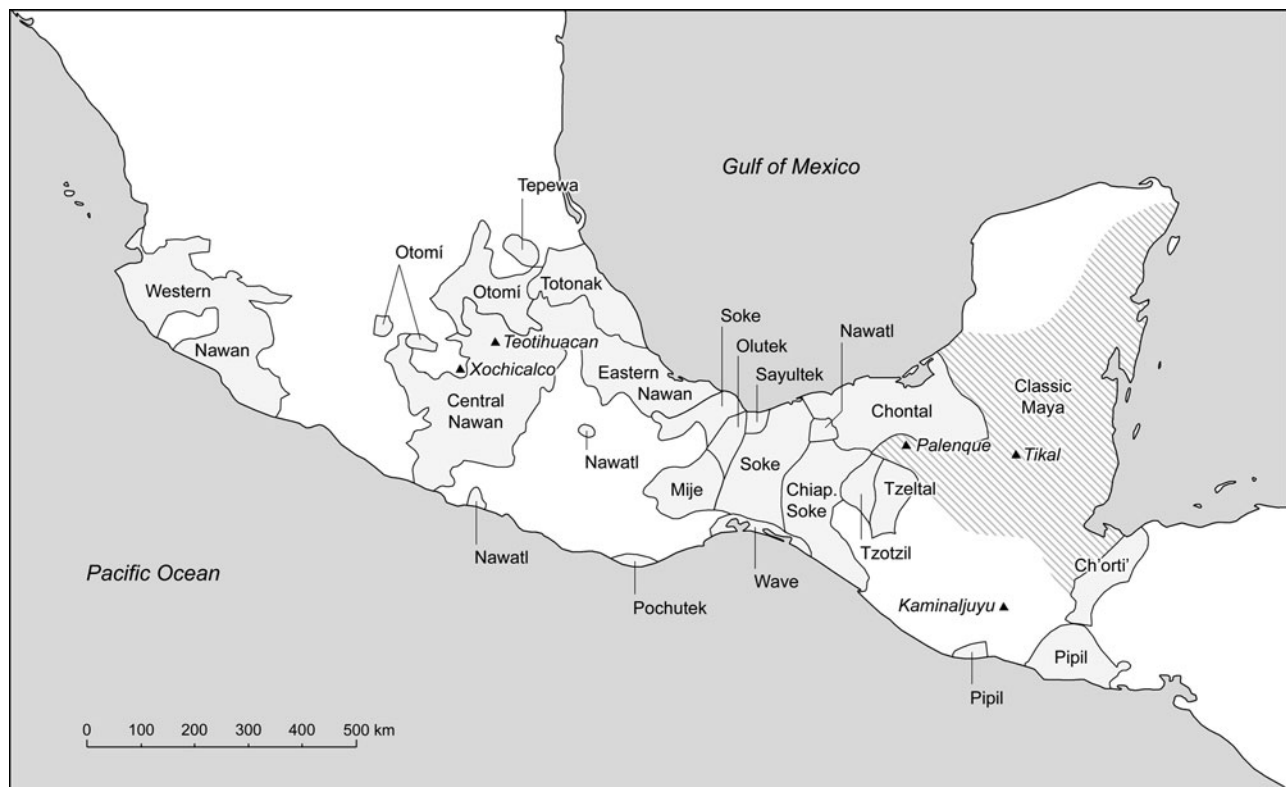 Gulf of Mexico
Tepewa
Otomí
Western
Otomí
Totonak
Soke
Nawatl
Olutek
Teotihuacan
Sayultek
Nawan
Xochicalco
Eastern
Nawan
Classic
Maya
Central
Nawan
Chontal
Palenque
Tikal
Nawatl
Soke
Mije
Chiap.
Soke
Tzeltal
Nawatl
Tzotzil
Ch'orti'
Pacific Ocean
Wave
Pochutek
Kaminaljuyu
Pipil
Pipil
0 100 200 300 400 500 km